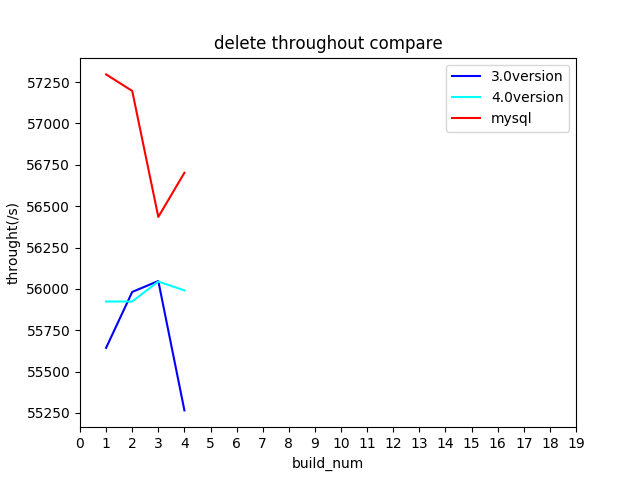 delete throughout compare
3.0version
4.0version
mysql
throught(/s)
57250
57000
56750
56500
56250
56000
55750
55500
55250
0 1 2 3 4 5 6 7 8 9 10 11 12 13 14 15 16 17 18 19
build_num